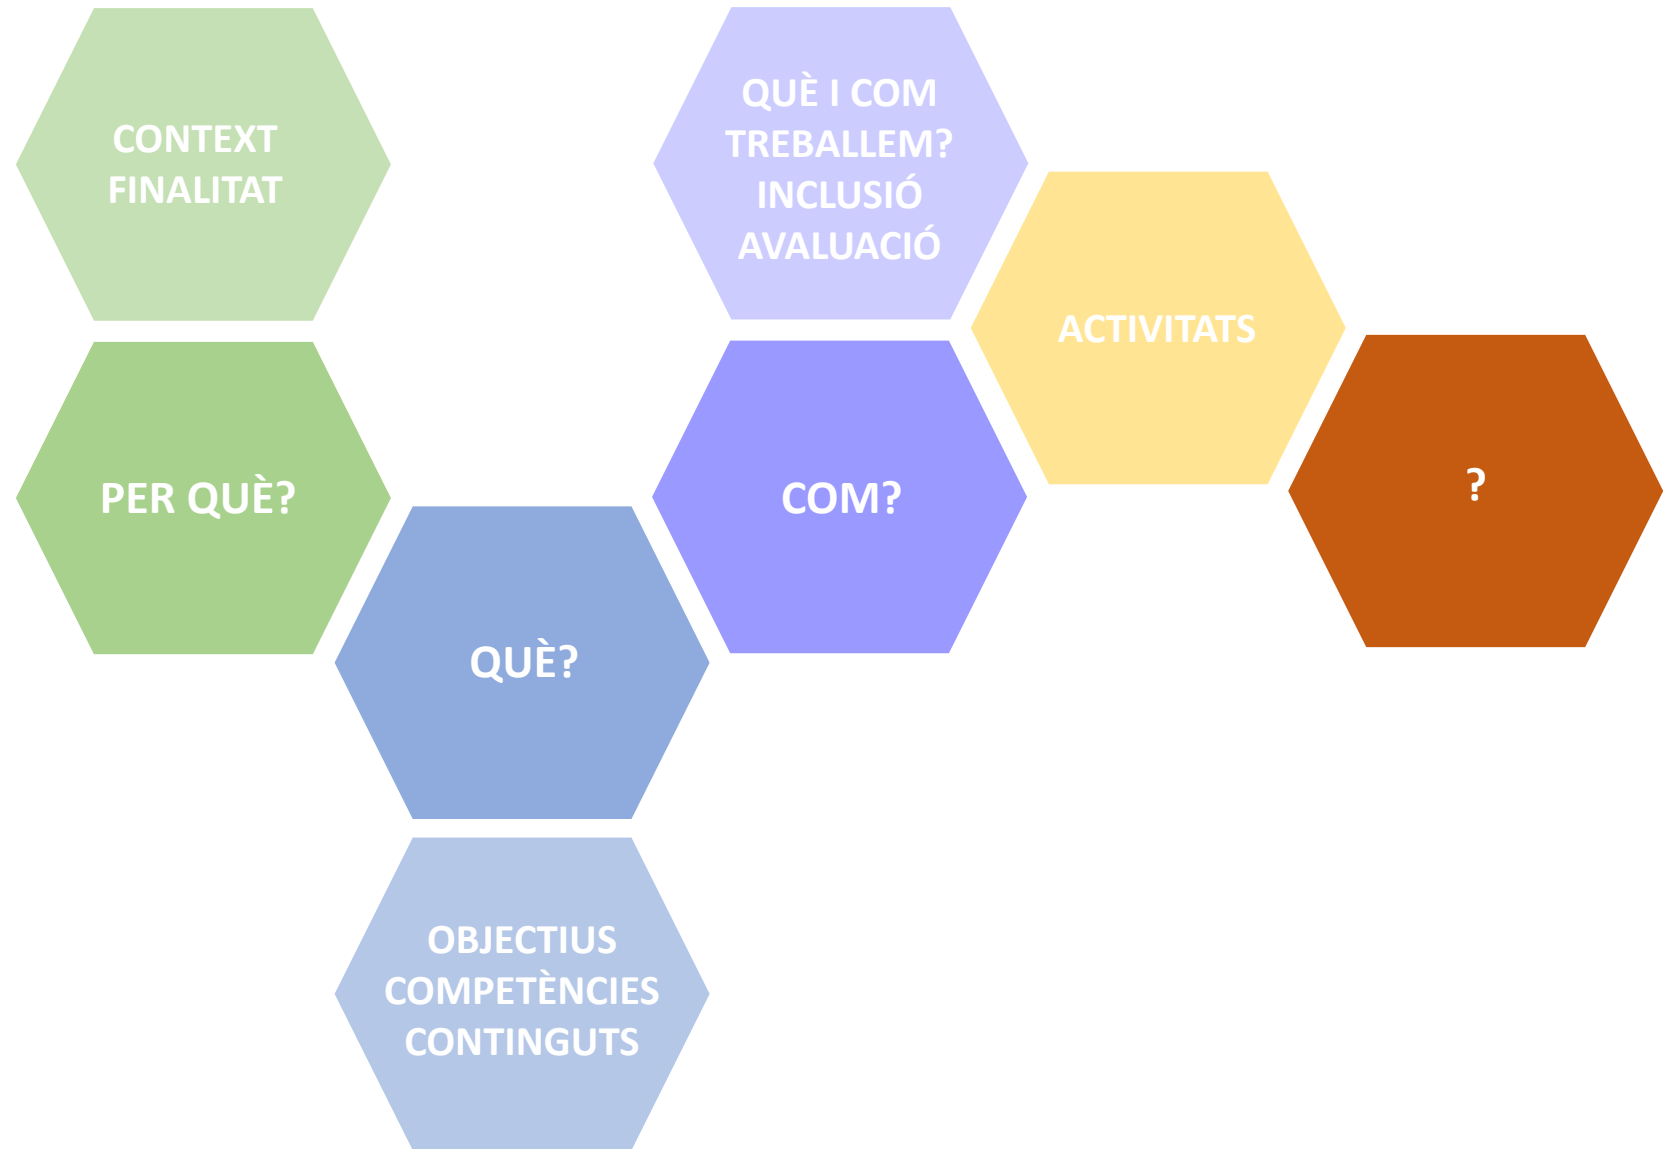 CONTEXT
FINALITAT
PER QUÈ?
QUÈ?
OBJECTIUS
COMPETÈNCIES
CONTINGUTS
QUÈ I COM
TREBALLEM?
INCLUSIÓ
AVALUACIÓ
COM?
ACTIVITATS
?